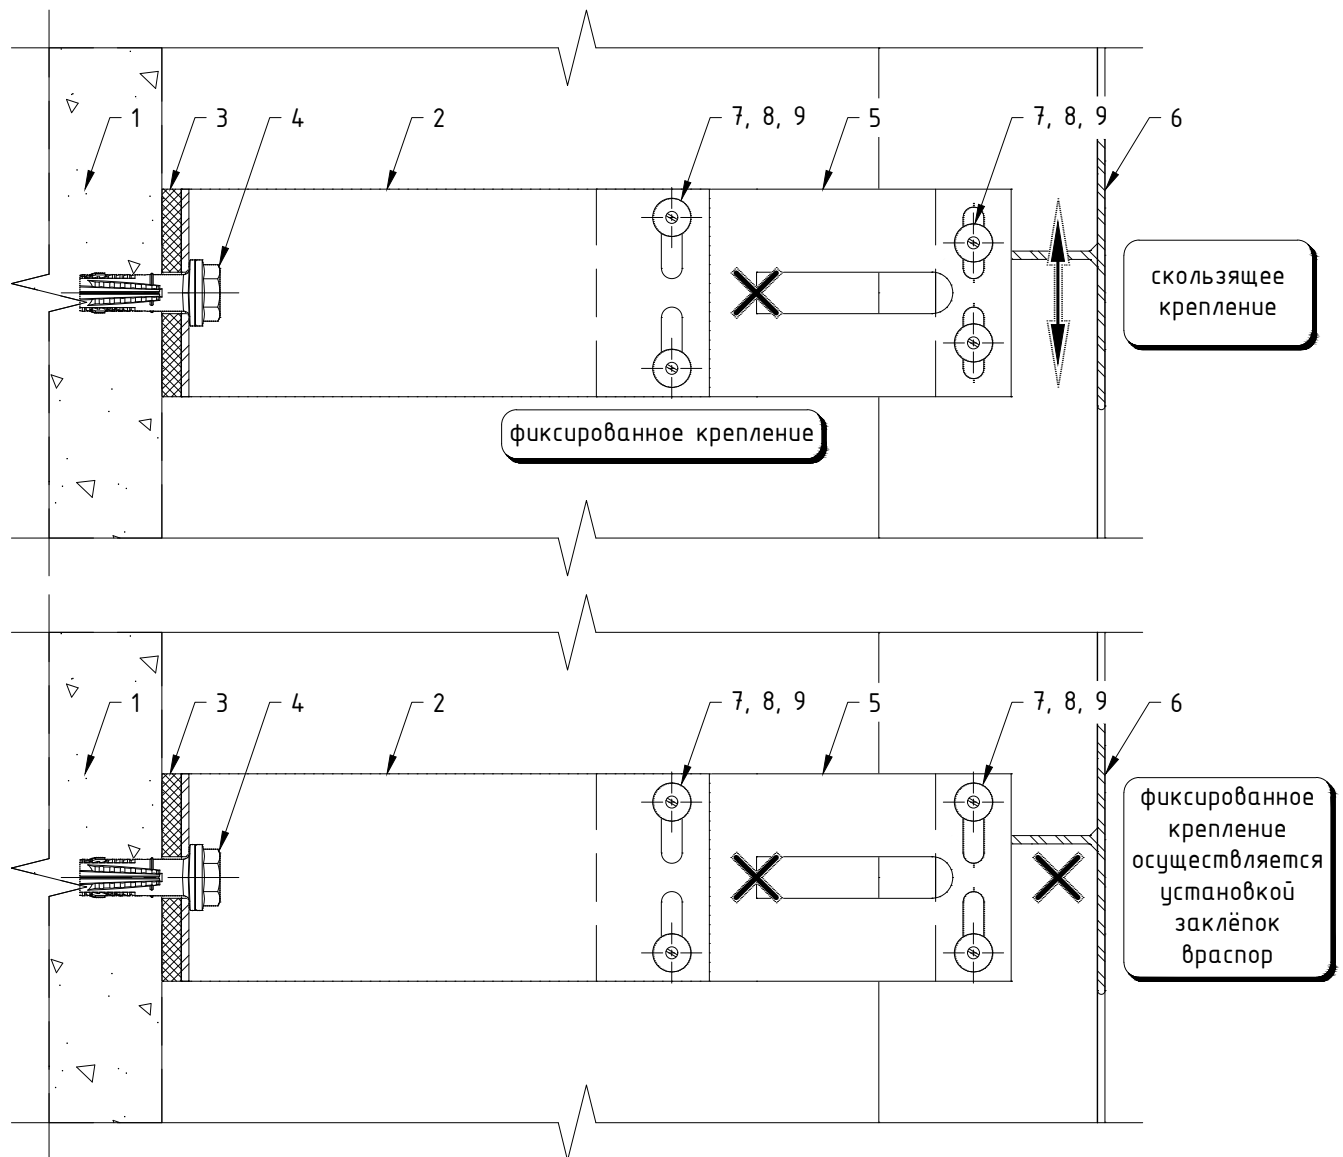 1 3 4 2 7, 8, 9 5 7, 8, 9 6
скользящее
крепление
фиксированное крепление
1 3 4 2 7, 8, 9 5 7, 8, 9 6
фиксированное
крепление
осуществляется
установкой
заклёпок
враспор